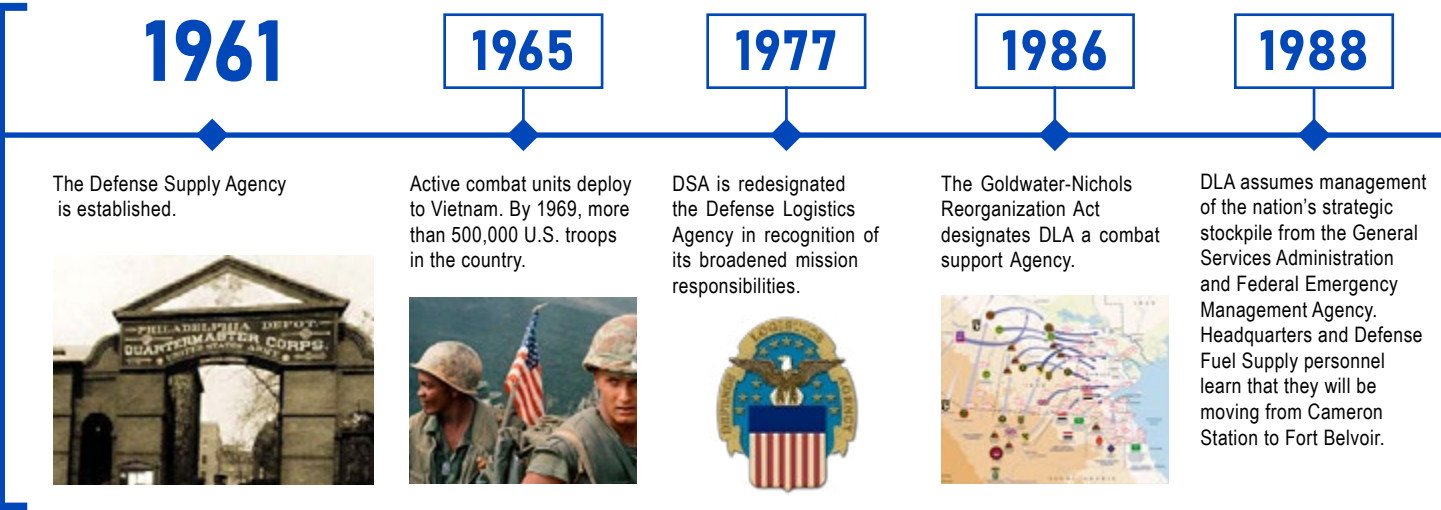 1961
The Defense Supply Agency
is established.
PHILADELPHIA DEPOT
QUARTERMASTER CORPS.
UNITED STATES ARMY
1965
Active combat units deploy
to Vietnam. By 1969, more
than 500,000 U.S. troops
in the country.
1977
DSA is redesignated
the Defense Logistics
Agency in recognition of
its broadened mission
responsibilities.
DEFENSE LOGISTICS AGENCY
1986
The Goldwater-Nichols
Reorganization Act
designates DLA a combat
support Agency.
1988
DLA assumes management
of the nation's strategic
stockpile from the General
Services Administration
and Federal Emergency
Management Agency.
Headquarters and Defense
Fuel Supply personnel
learn that they will be
moving from Cameron
Station to Fort Belvoir.